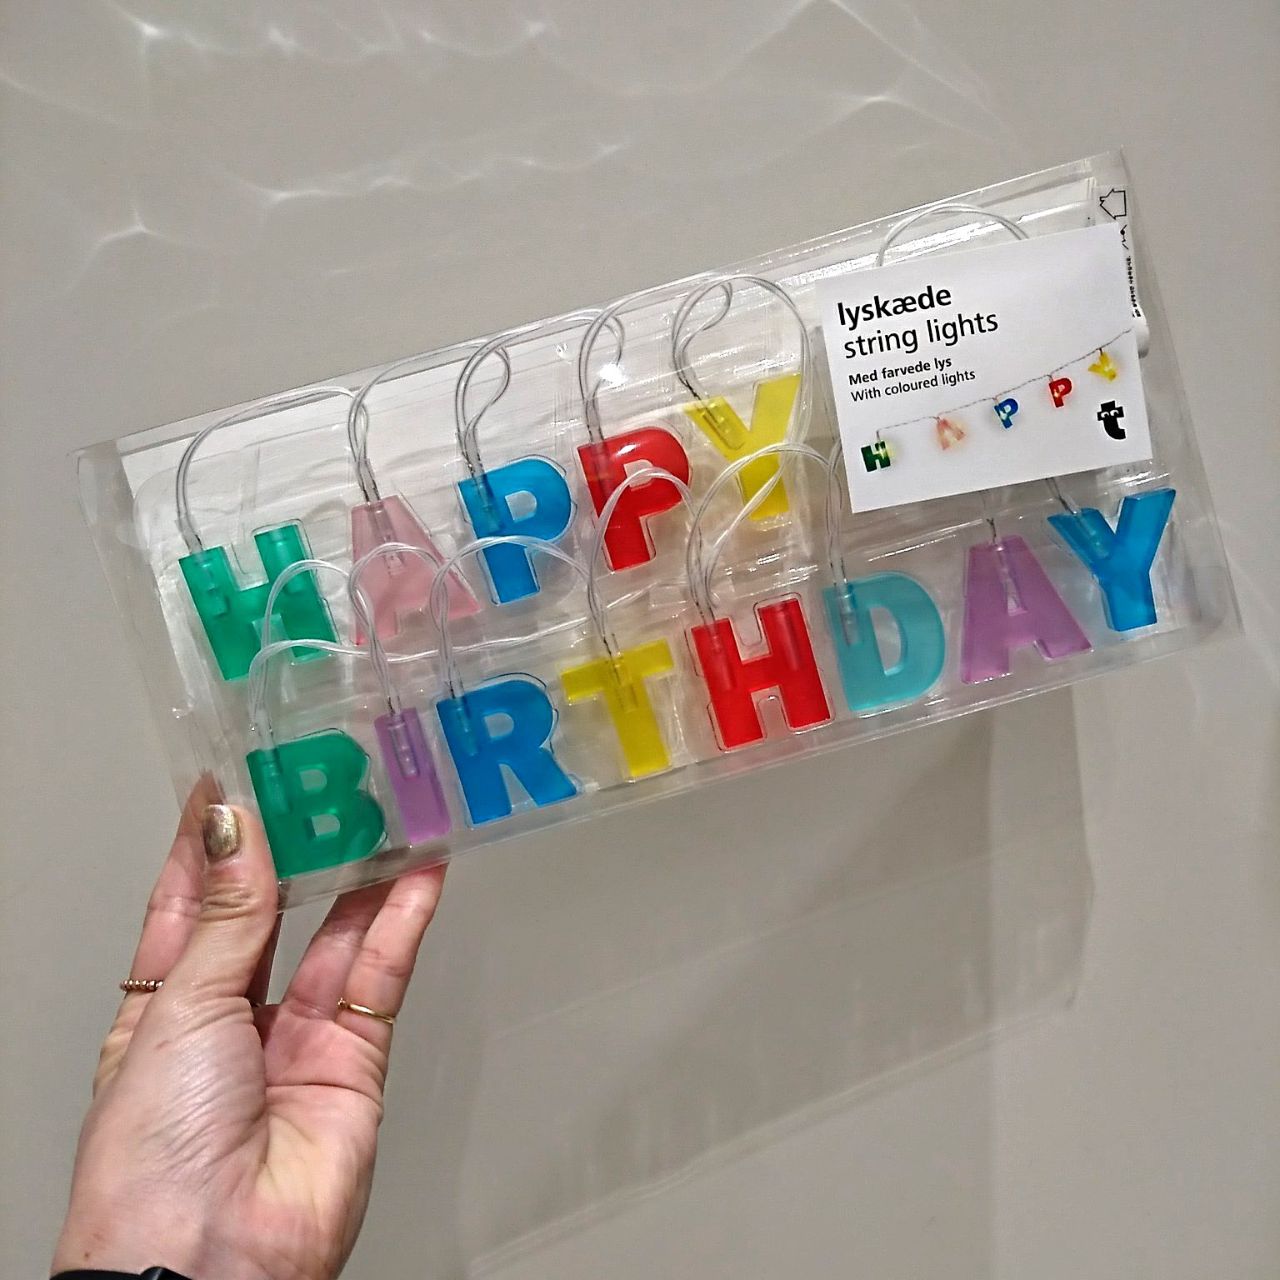 HAPPY
BIRTHDAY
lyskæde
string lights
Med farvede lys
With coloured lights
HAPPY
t